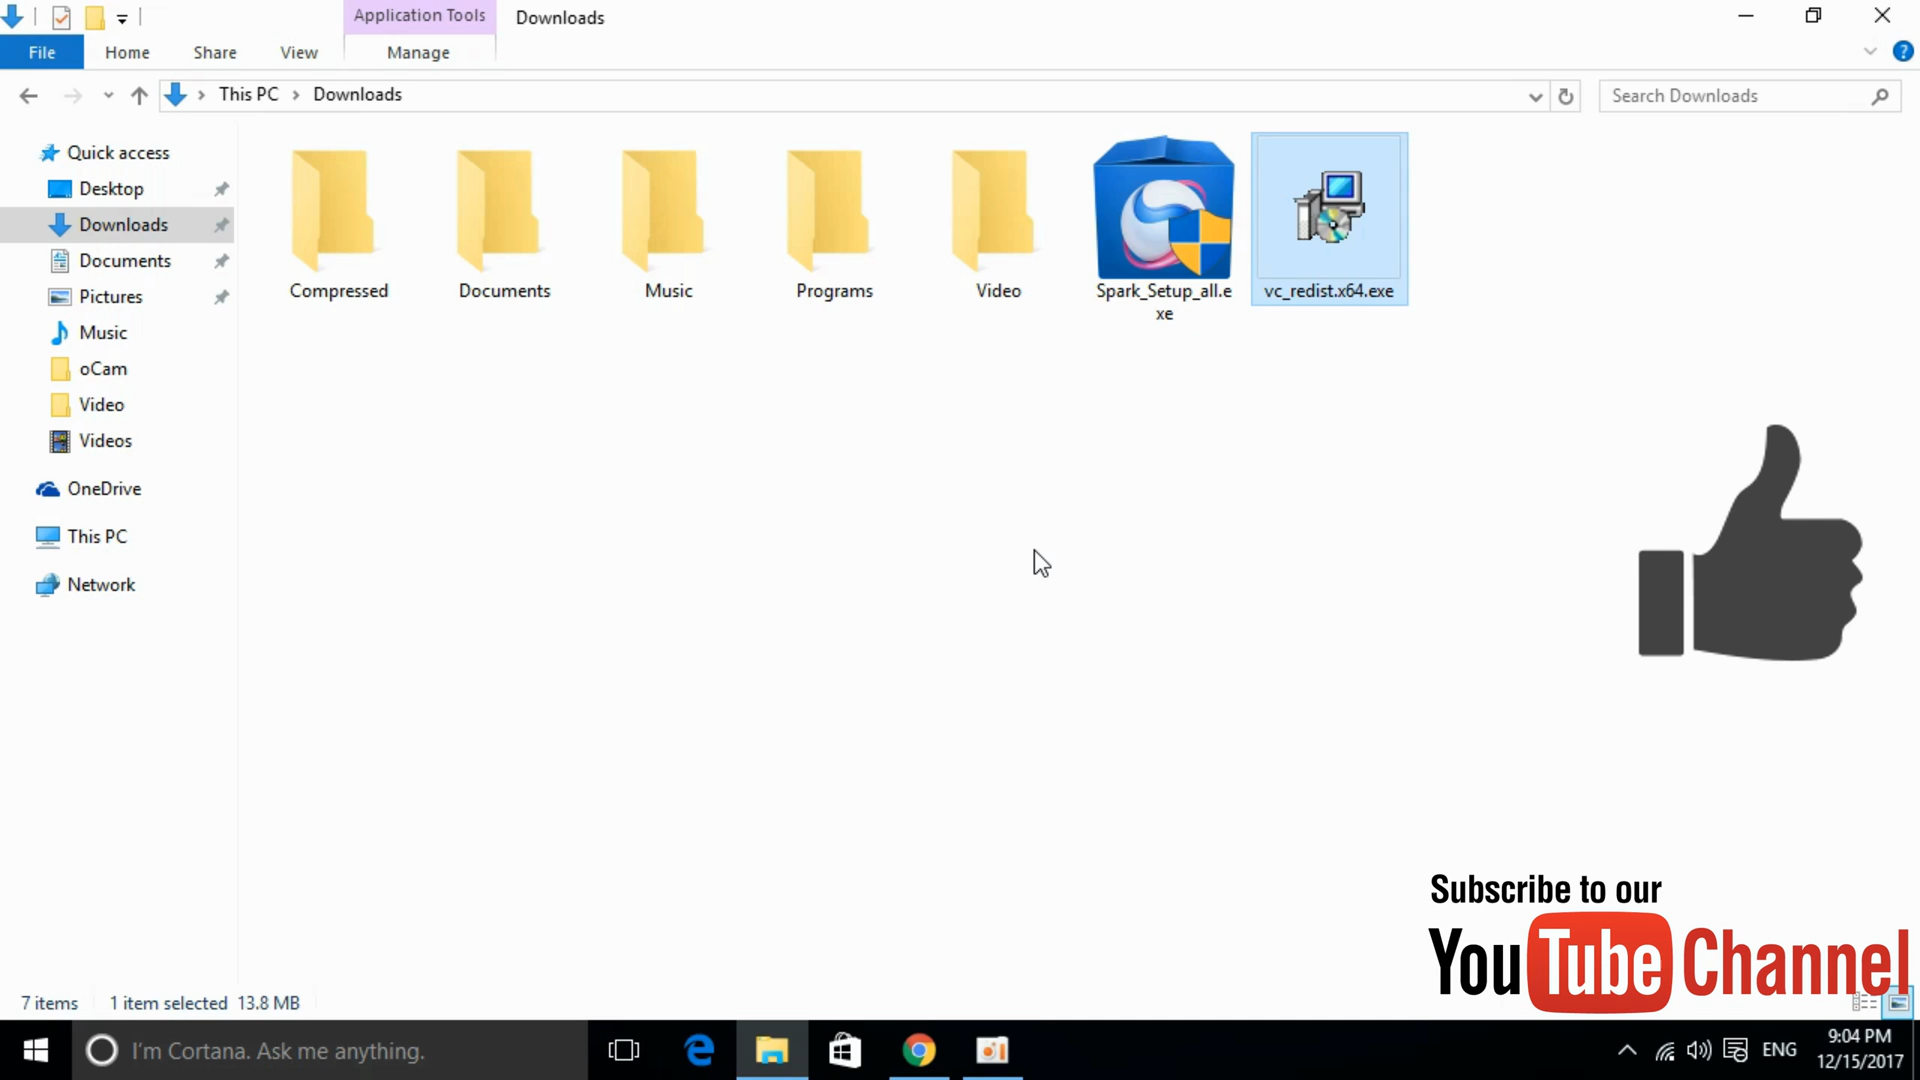 Application Tools
Downloads
File
Home
Share
View
Manage
?
This PC
Downloads
Search Downloads
Quick access
Desktop
Downloads
Documents
Pictures
Music
oCam
Video
Videos
OneDrive
This PC
Network
Compressed
Documents
Music
Programs
Video
Spark_Setup_all.e
xe
vc_redist.x64.exe
Subscribe to our
YouTube Channel
7 items
1 item selected 13.8 MB
I'm Cortana. Ask me anything.
ENG
9:04 PM
12/15/2017